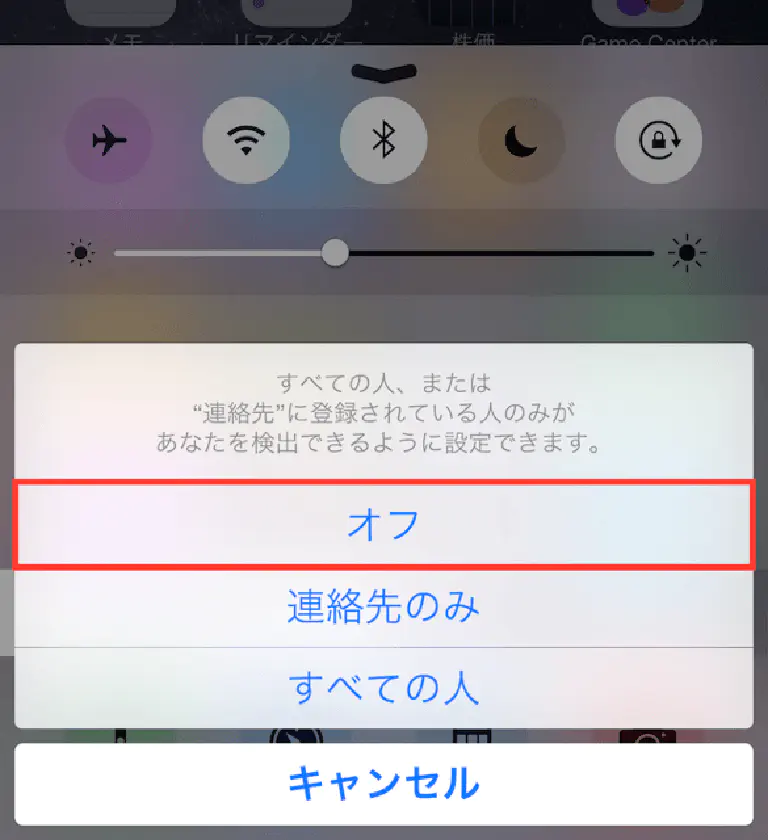 メモ リマインダー 株価 Game Center
すべての人、または
“連絡先”に登録されている人のみが
あなたを検出できるように設定できます。
オフ
連絡先のみ
すべての人
キャンセル